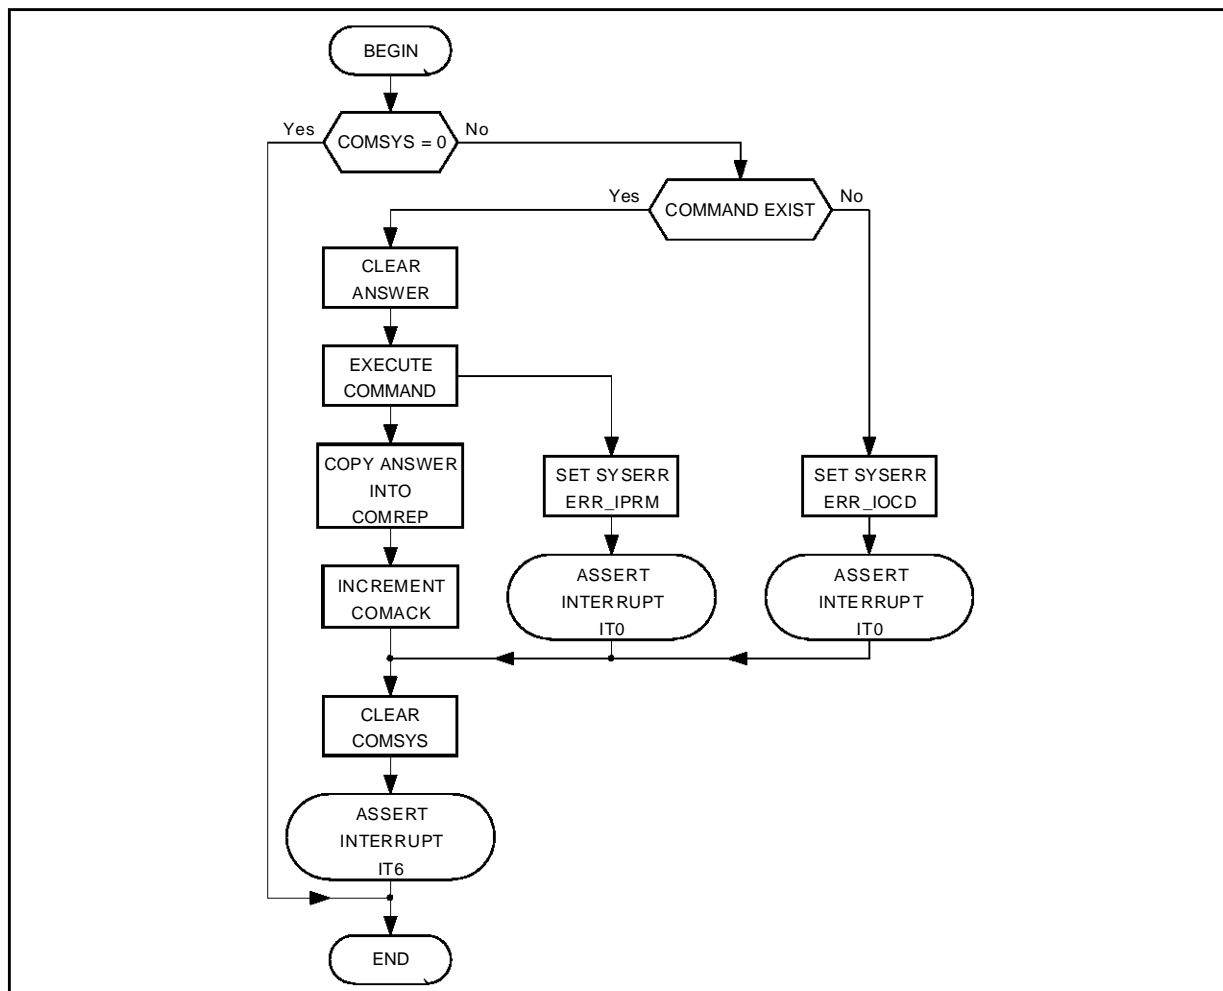 BEGIN
Yes
COMSYS = 0
No
Yes
COMMAND EXIST
No
CLEAR
ANSWER
EXECUTE
COMMAND
COPY ANSWER
INTO
COMREP
SET SYSERR
ERR_IPRM
SET SYSERR
ERR_IOCD
INCREMENT
COMACK
ASSERT
INTERRUPT
IT0
ASSERT
INTERRUPT
IT0
CLEAR
COMSYS
ASSERT
INTERRUPT
IT6
END